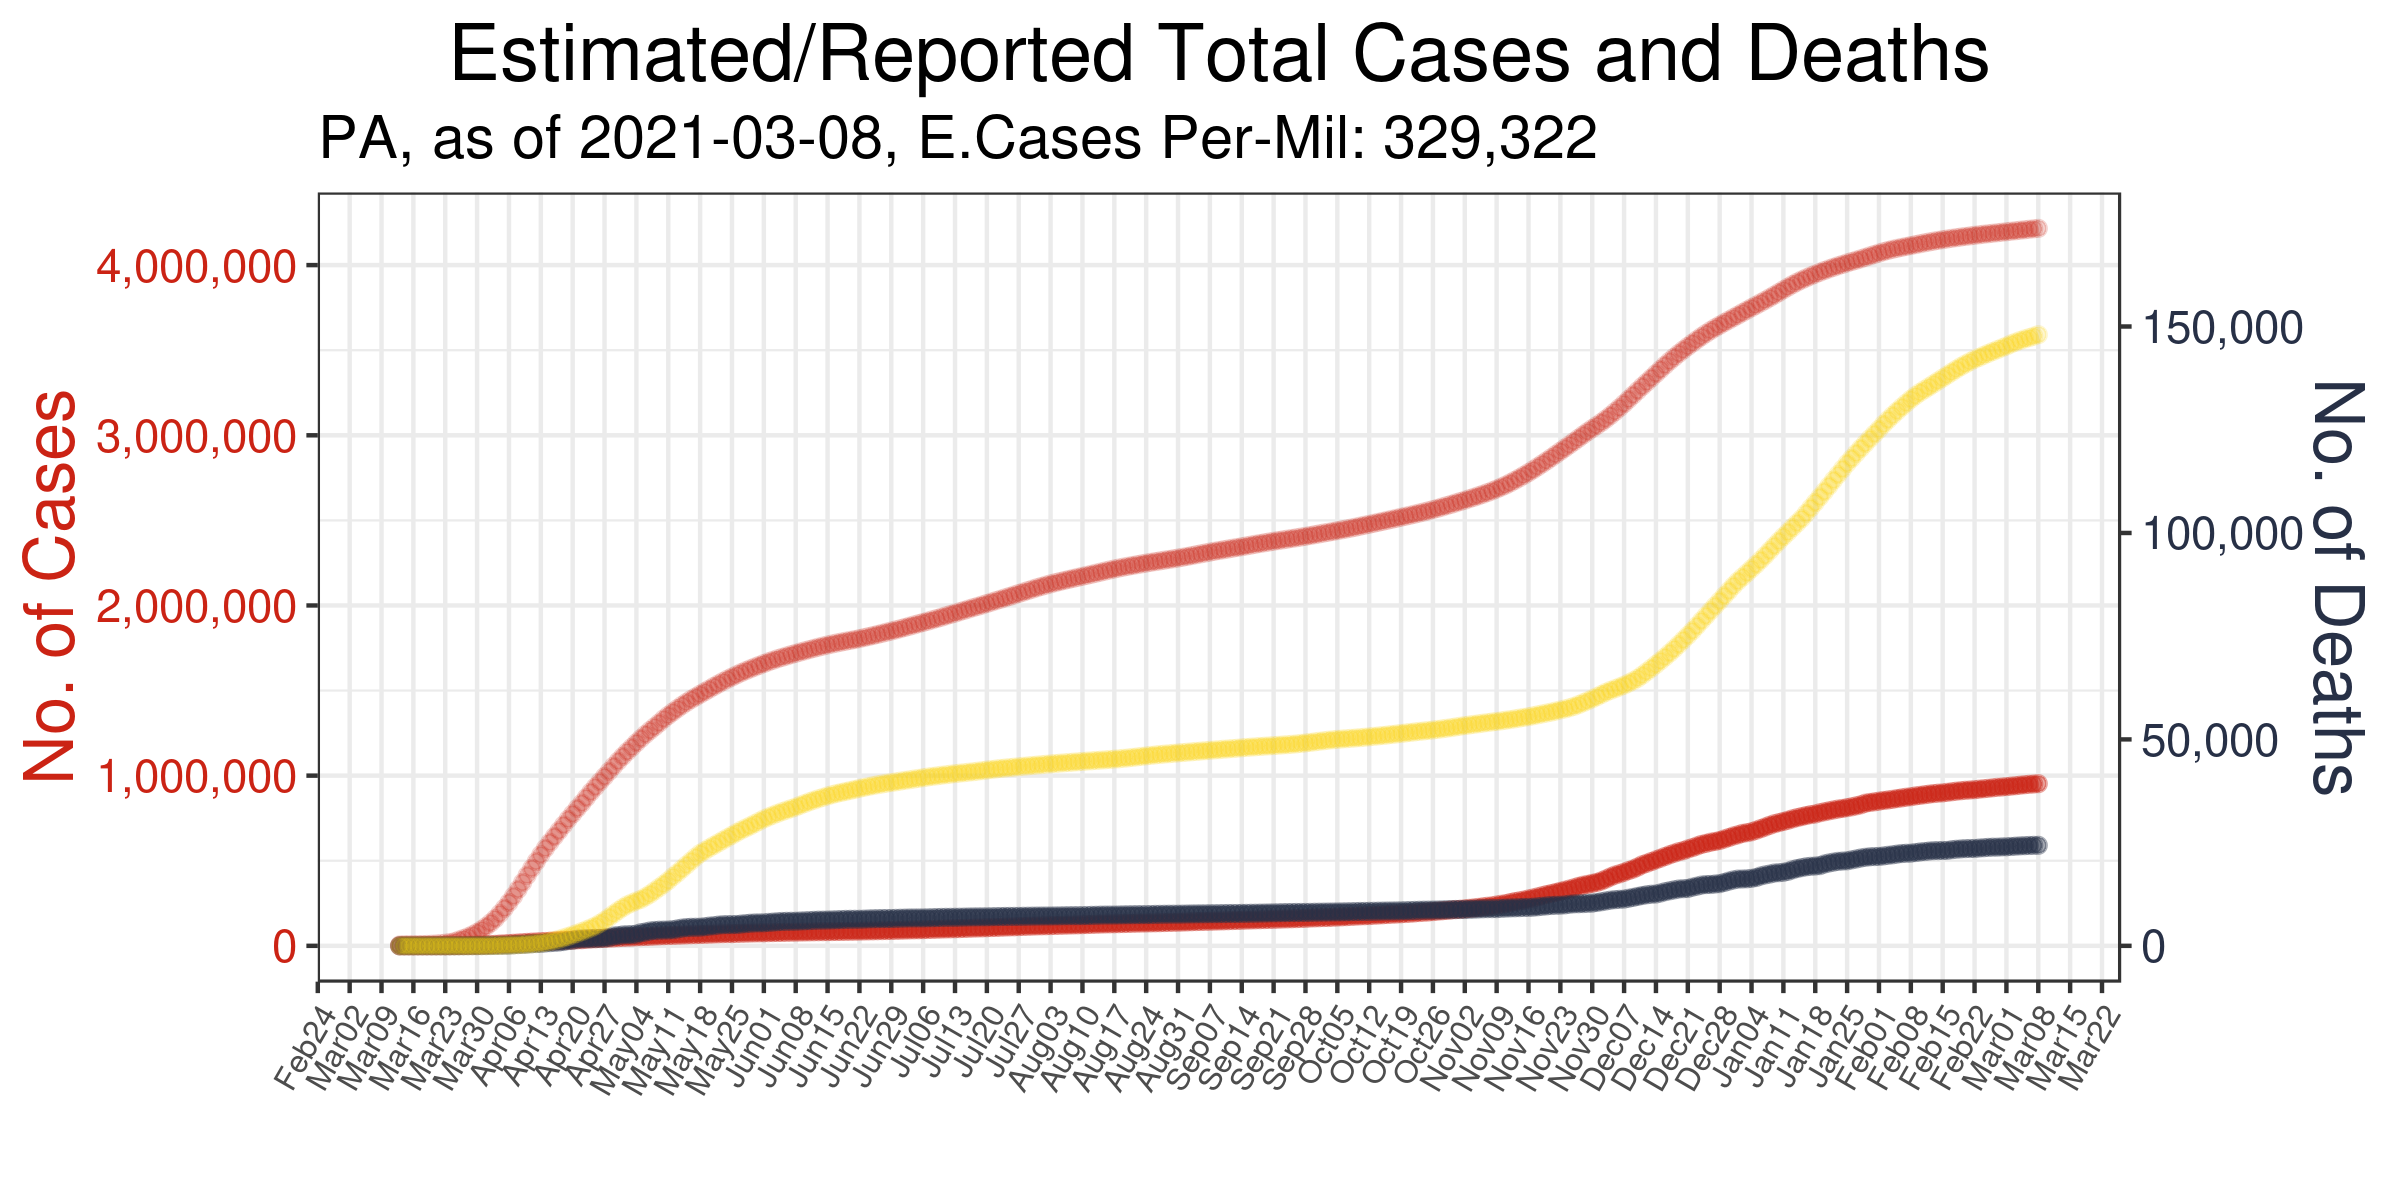 Estimated/Reported Total Cases and Deaths
PA, as of 2021-03-08, E.Cases Per-Mil: 329,322
No. of Cases
4,000,000
3,000,000
2,000,000
1,000,000
0
150,000
100,000
50,000
0
No. of Deaths
Feb24
Mar02
Mar09
Mar16
Mar23
Mar30
Apr06
Apr13
Apr20
Apr27
May04
May11
May18
May25
Jun01
Jun08
Jun15
Jun22
Jun29
Jul06
Jul13
Jul20
Jul27
Aug03
Aug10
Aug17
Aug24
Aug31
Sep07
Sep14
Sep21
Sep28
Oct05
Oct12
Oct19
Oct26
Nov02
Nov09
Nov16
Nov23
Nov30
Dec07
Dec14
Dec21
Dec28
Jan04
Jan11
Jan18
Jan25
Feb01
Feb08
Feb15
Feb22
Mar01
Mar08
Mar15
Mar22